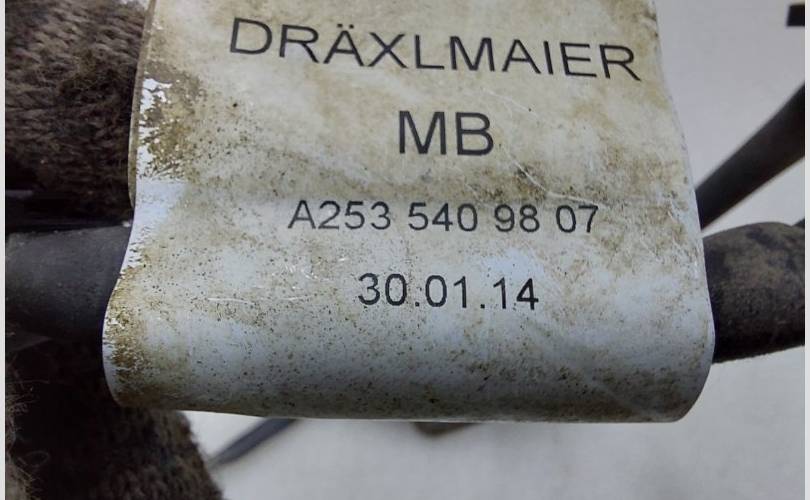 DRÄXLMAIER
MB
A253 540 98 07
30.01.14